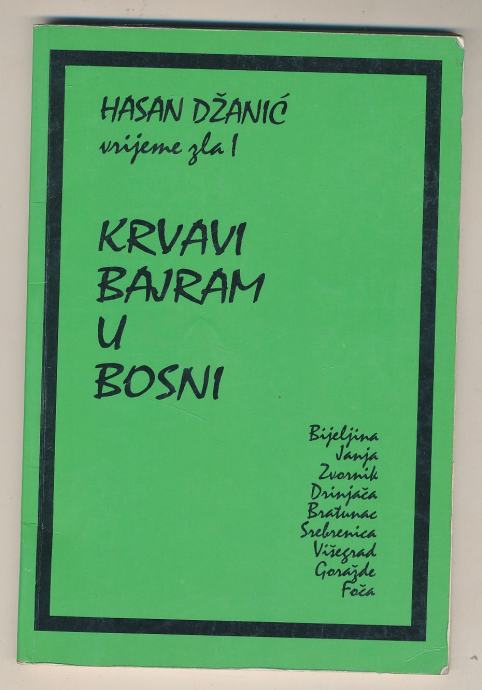 HASAN DŽANIĆ
vrijeme zla I
KRVAVI
BAJRAM
U
BOSNI
Bijeljina
Janja
Zvornik
Drinjača
Bratunac
Srebrenica
Višegrad
Goražde
Foča